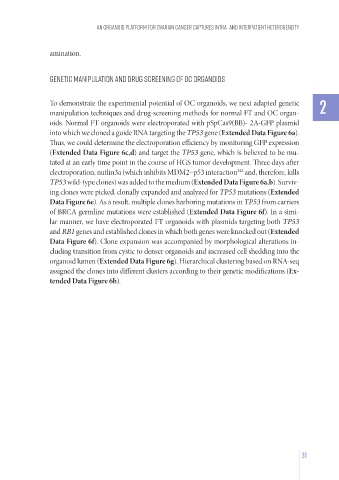 AN ORGANOID PLATFORM FOR OVARIAN CANCER CAPTURES INTRA- AND INTERPATIENT HETEROGENEITY
amination.
GENETIC MANIPULATION AND DRUG SCREENING OF OC ORGANOIDS
2
To demonstrate the experimental potential of OC organoids, we next adapted genetic
manipulation techniques and drug-screening methods for normal FT and OC organ-
oids. Normal FT organoids were electroporated with pSpCas9(BB)- 2A-GFP plasmid
into which we cloned a guide RNA targeting the TP53 gene (Extended Data Figure 6a).
Thus, we could determine the electroporation efficiency by monitoring GFP expression
(Extended Data Figure 6c,d) and target the TP53 gene, which is believed to be mu-
tated at an early time point in the course of HGS tumor development. Three days after
electroporation, nutlin3a (which inhibits MDM2–p53 interaction and, therefore, kills
TP53 wild-type clones) was added to the medium (Extended Data Figure 6a,b). Surviv-
ing clones were picked, clonally expanded and analyzed for TP53 mutations (Extended
Data Figure 6e). As a result, multiple clones harboring mutations in TP53 from carriers
of BRCA germline mutations were established (Extended Data Figure 6f). In a simi-
lar manner, we have electroporated FT organoids with plasmids targeting both TP53
and RB1 genes and established clones in which both genes were knocked out (Extended
Data Figure 6f). Clone expansion was accompanied by morphological alterations in-
cluding transition from cystic to denser organoids and increased cell shedding into the
organoid lumen (Extended Data Figure 6g). Hierarchical clustering based on RNA-seq
assigned the clones into different clusters according to their genetic modifications (Ex-
tended Data Figure 6h).
31